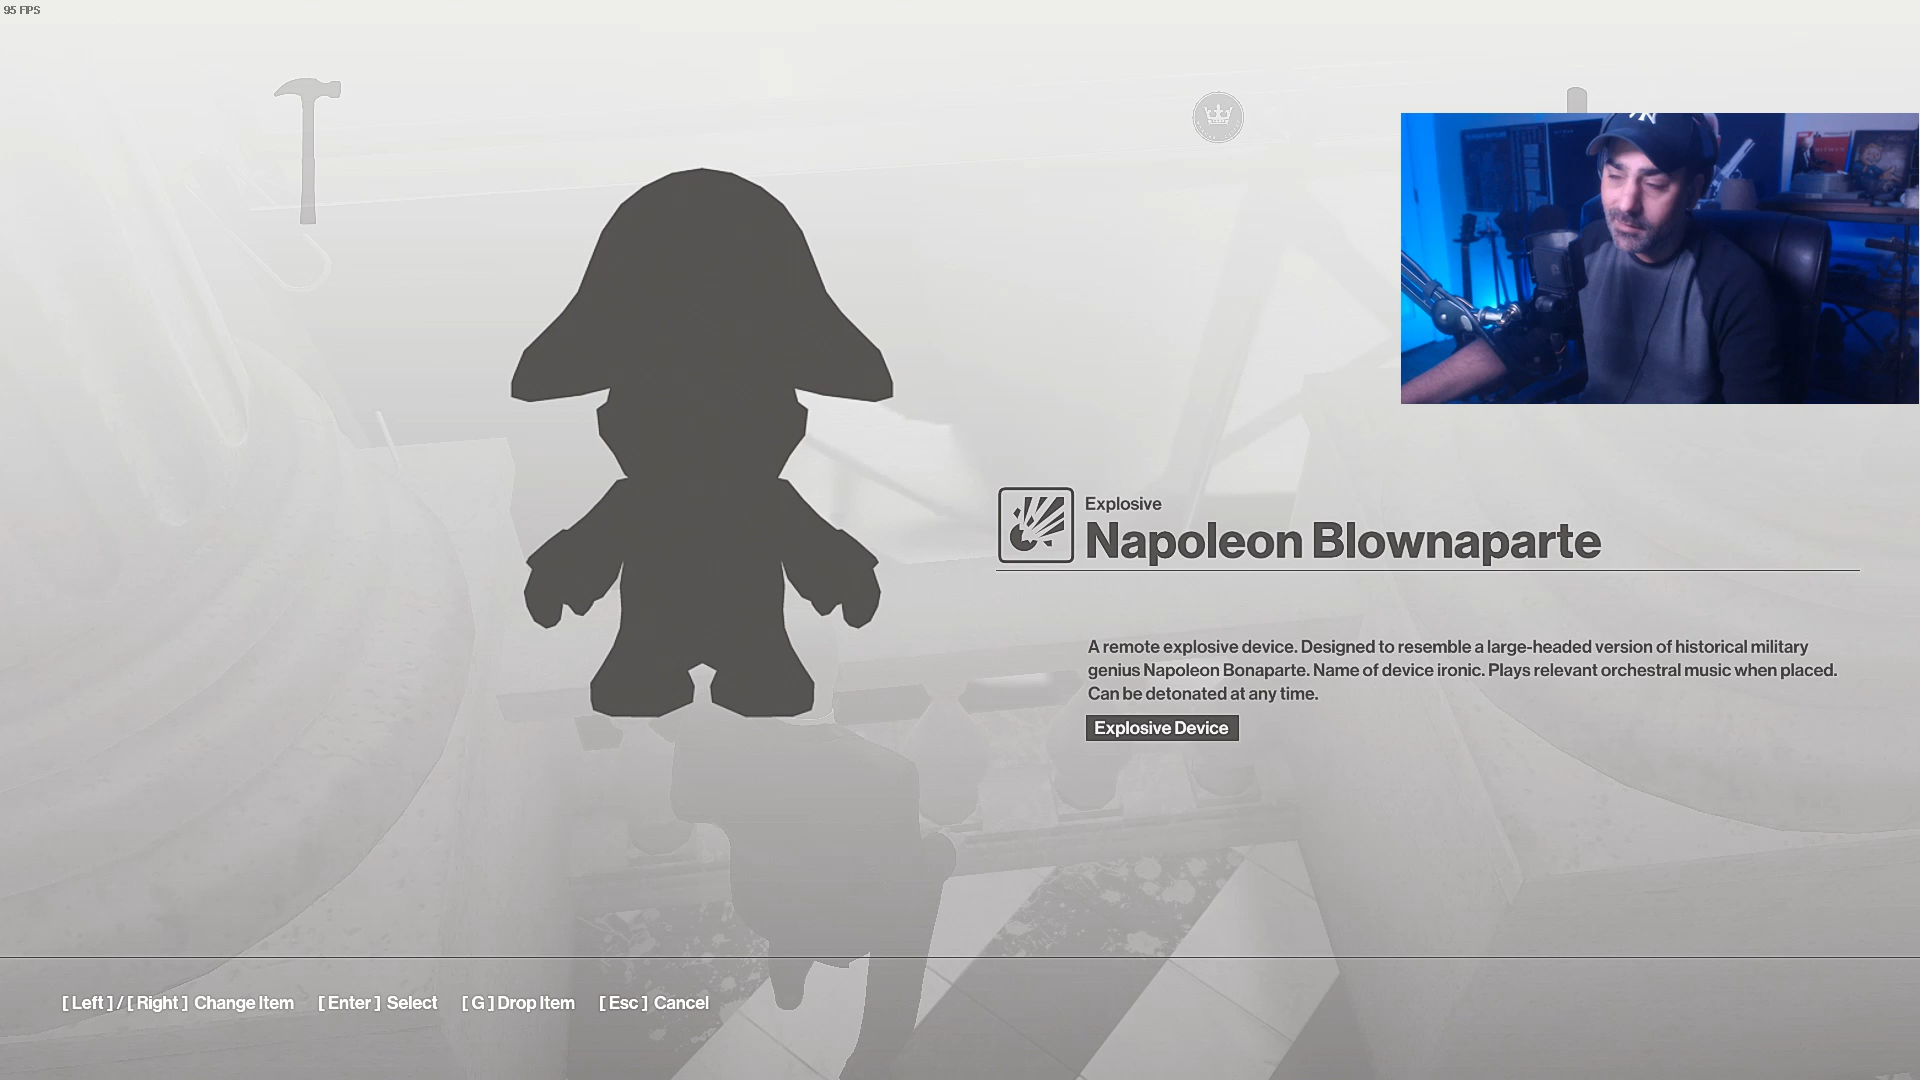 95 FPS
Explosive
Napoleon Blownaparte
A remote explosive device. Designed to resemble a large-headed version of historical military
genius Napoleon Bonaparte. Name of device ironic. Plays relevant orchestral music when placed.
Can be detonated at any time.
Explosive Device
[ Left ] / [ Right ] Change Item [ Enter ] Select [ G ] Drop Item [ Esc ] Cancel